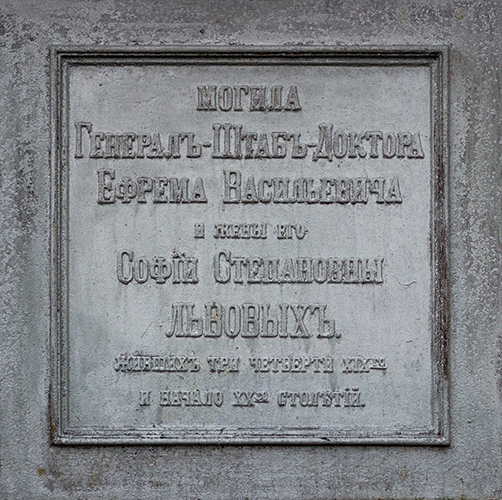 МОГИЛА
ГЕНЕРАЛЪ-ШТАБЪ-ДОКТОРА
ЕФРЕМА ВАСИЛЬЕВИЧА
И ЖЕНЫ ЕГО
СОФІИ СТЕПАНОВНЫ
ЛЬВОВЫХЪ.
ЖИВШИХЪ ТРИ ЧЕТВЕРТИ XIXго
И НАЧАЛО XXго СТОЛѢТІЙ.